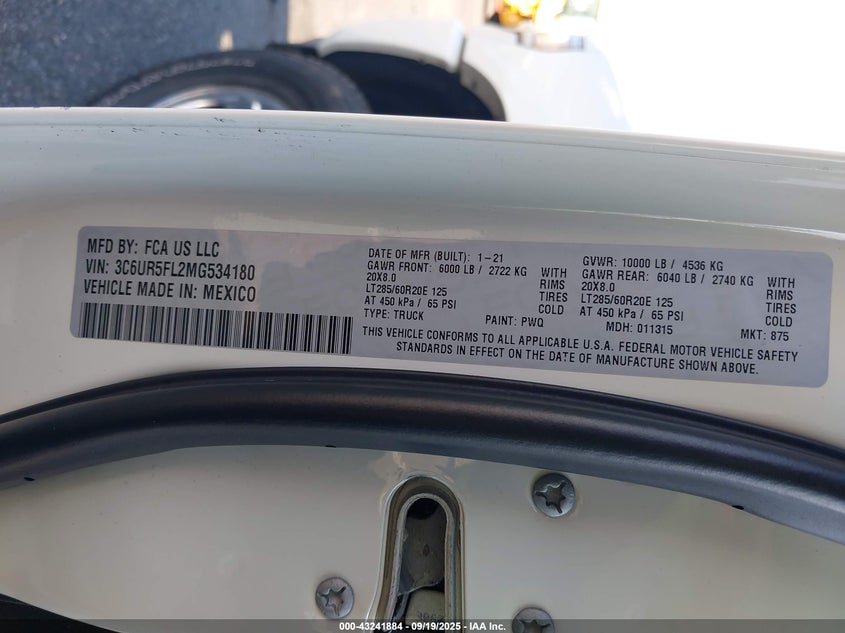 MFD BY: FCA US LLC
VIN: 3C6UR5FL2MG534180
VEHICLE MADE IN: MEXICO
DATE OF MFR (BUILT): 1-21
GAWR FRONT: 6000 LB / 2722 KG WITH
20X8.0 RIMS
LT285/60R20E 125 TIRES
AT 450 kPa / 65 PSI COLD
TYPE: TRUCK PAINT: PWQ
GVWR: 10000 LB / 4536 KG
GAWR REAR: 6040 LB / 2740 KG WITH
20X8.0 RIMS
LT285/60R20E 125 TIRES
AT 450 kPa / 65 PSI COLD
MDH: 011315 MKT: 875
THIS VEHICLE CONFORMS TO ALL APPLICABLE U.S.A. FEDERAL MOTOR VEHICLE SAFETY
STANDARDS IN EFFECT ON THE DATE OF MANUFACTURE SHOWN ABOVE.
000-43241884 - 09/19/2025 - IAA Inc.